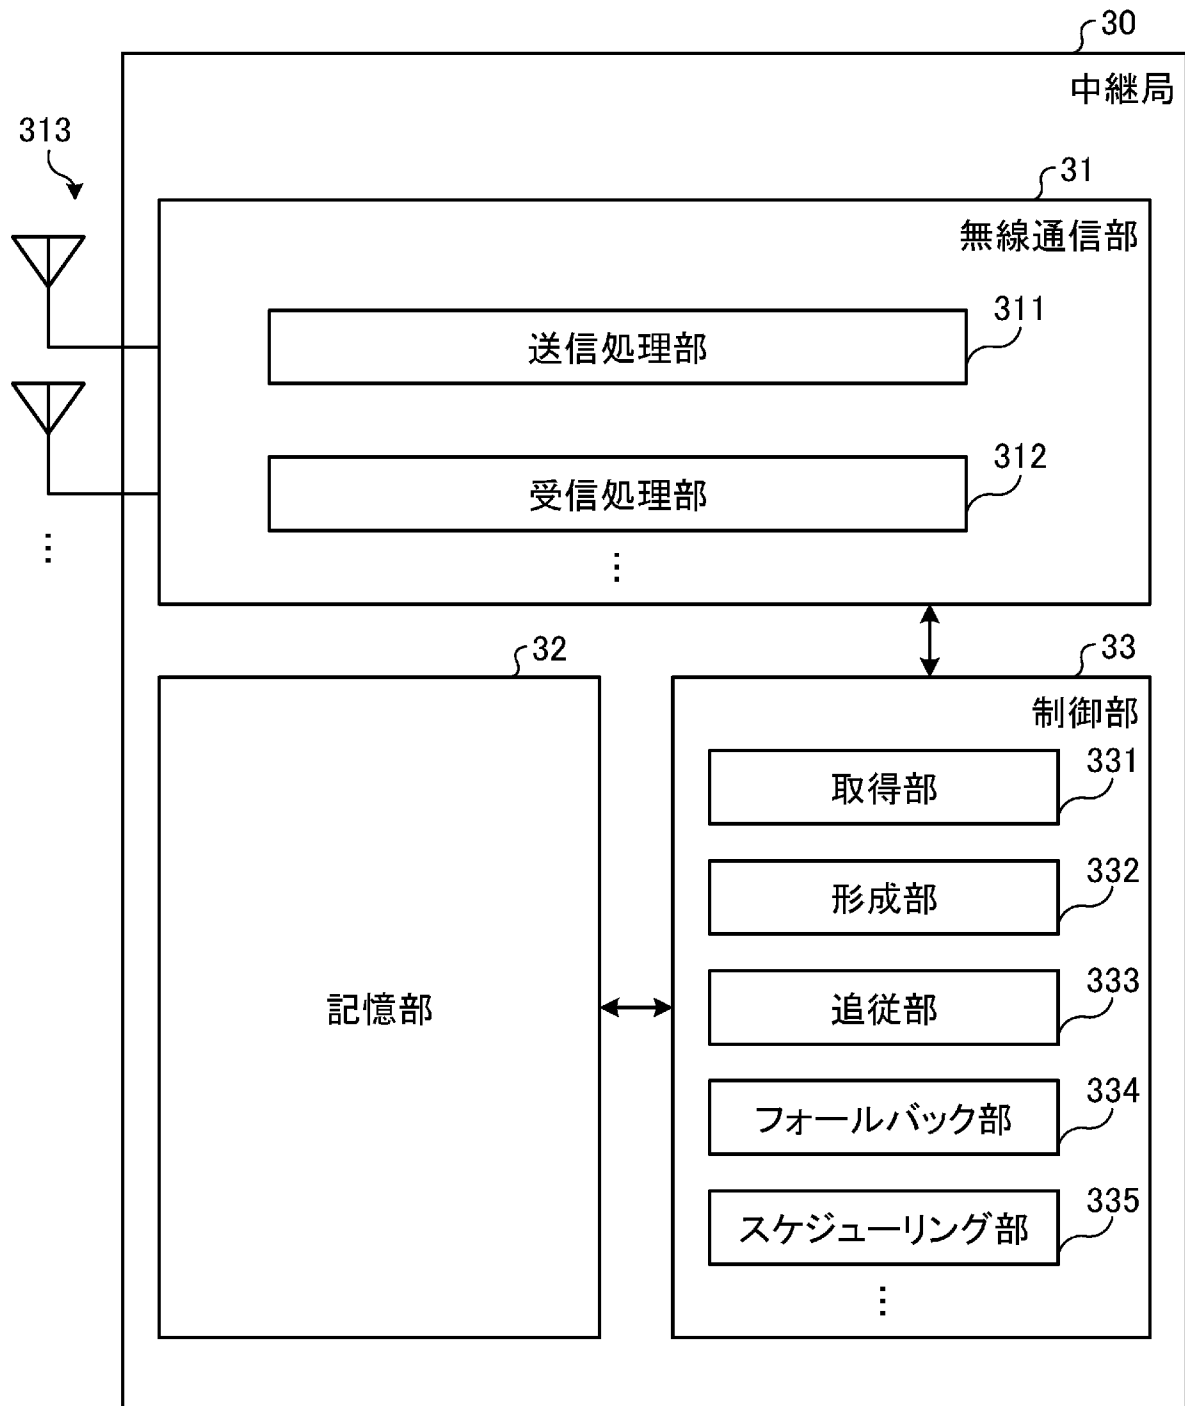 30
中継局
313
31
無線通信部
311
送信処理部
312
受信処理部
…
…
32
記憶部
33
制御部
331
取得部
332
形成部
333
追従部
334
フォールバック部
335
スケジューリング部
…